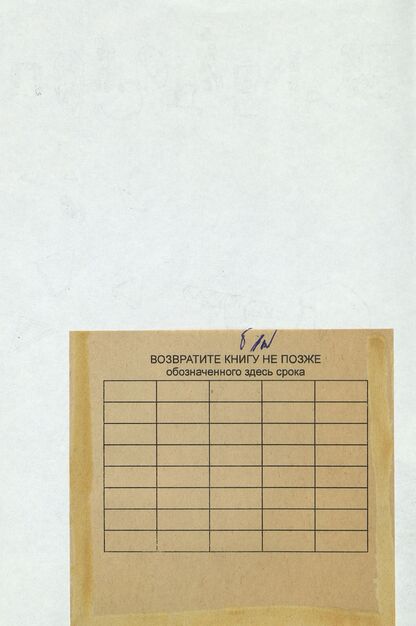 ВОЗВРАТИТЕ КНИГУ НЕ ПОЗЖЕ
обозначенного здесь срока